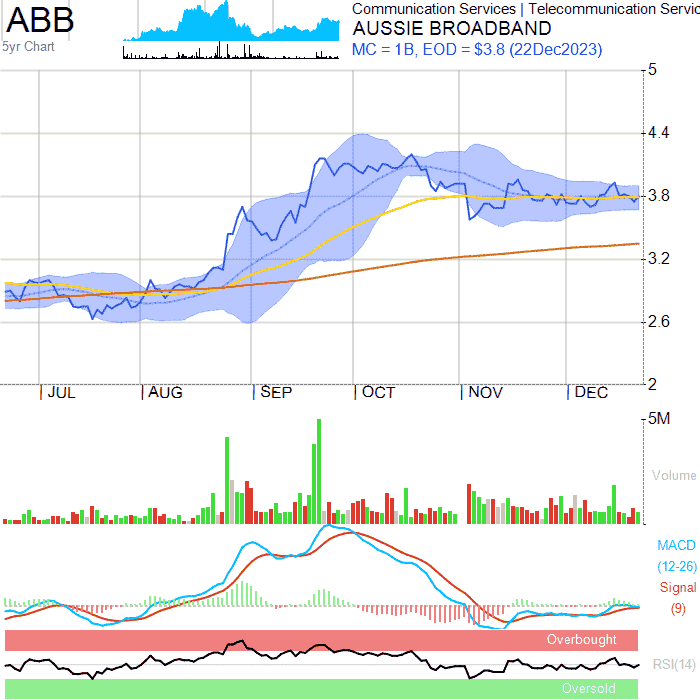 ABB
5yr Chart
Communication Services | Telecommunication Servic
AUSSIE BROADBAND
MC = 1B, EOD = $3.8 (22Dec2023)
5
4.4
3.8
3.2
2.6
2
| JUL | AUG | SEP | OCT | NOV | DEC
5M
Volume
MACD
(12-26)
Signal
(9)
Overbought
RSI(14)
Oversold